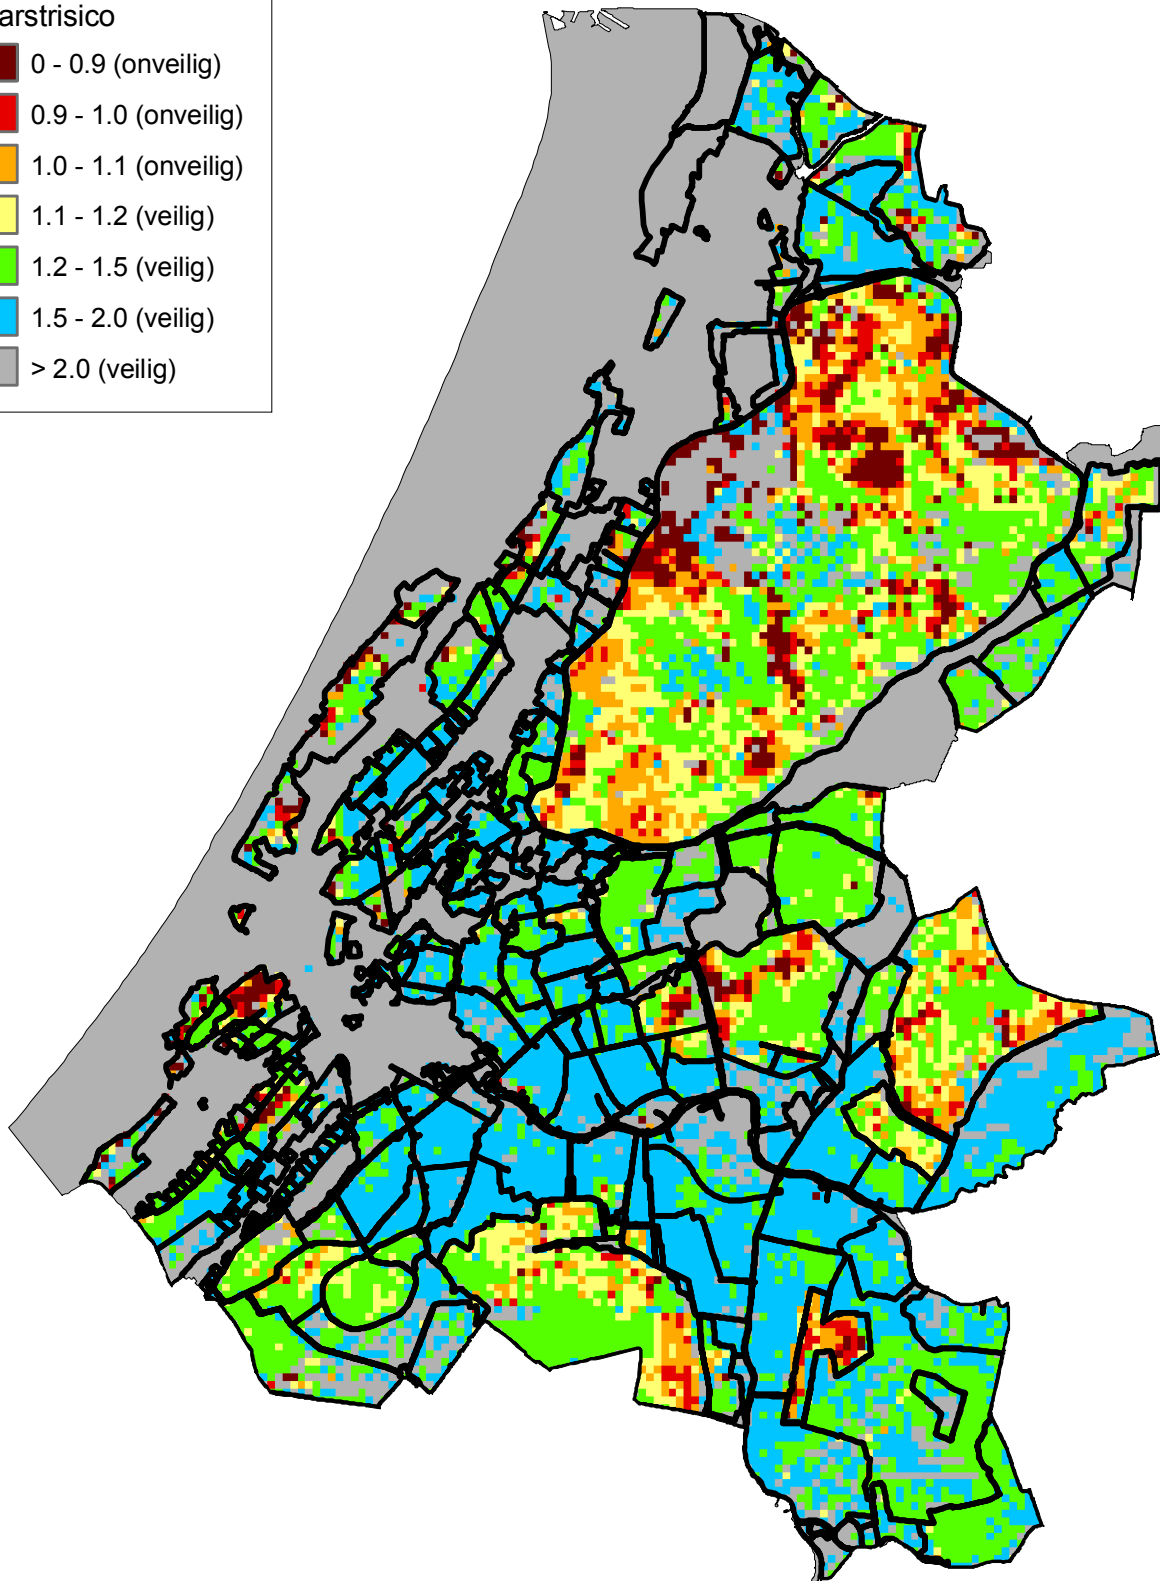 arstrisico
0 - 0.9 (onveilig)
0.9 - 1.0 (onveilig)
1.0 - 1.1 (onveilig)
1.1 - 1.2 (veilig)
1.2 - 1.5 (veilig)
1.5 - 2.0 (veilig)
> 2.0 (veilig)